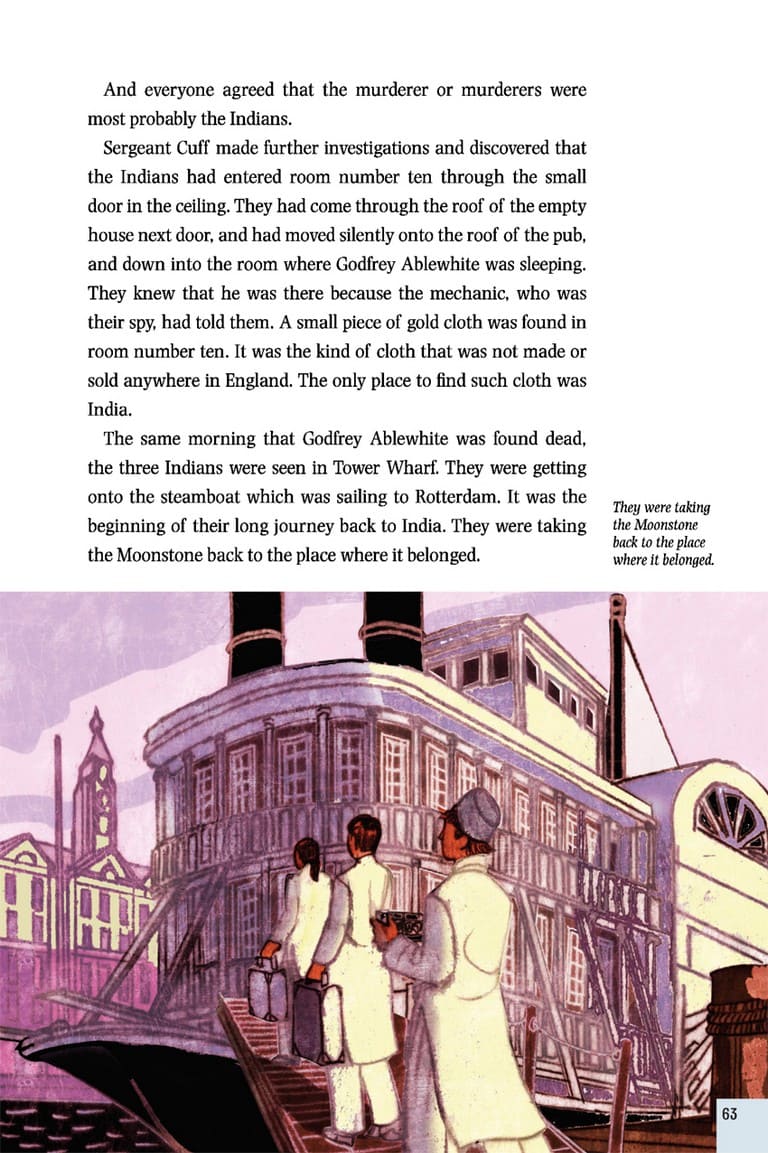 And everyone agreed that the murderer or murderers were
most probably the Indians.
Sergeant Cuff made further investigations and discovered that
the Indians had entered room number ten through the small
door in the ceiling. They had come through the roof of the empty
house next door, and had moved silently onto the roof of the pub,
and down into the room where Godfrey Ablewhite was sleeping.
They knew that he was there because the mechanic, who was
their spy, had told them. A small piece of gold cloth was found in
room number ten. It was the kind of cloth that was not made or
sold anywhere in England. The only place to find such cloth was
India.
The same morning that Godfrey Ablewhite was found dead,
the three Indians were seen in Tower Wharf. They were getting
onto the steamboat which was sailing to Rotterdam. It was the
beginning of their long journey back to India. They were taking
the Moonstone back to the place where it belonged.
They were taking
the Moonstone
back to the place
where it belonged.
63